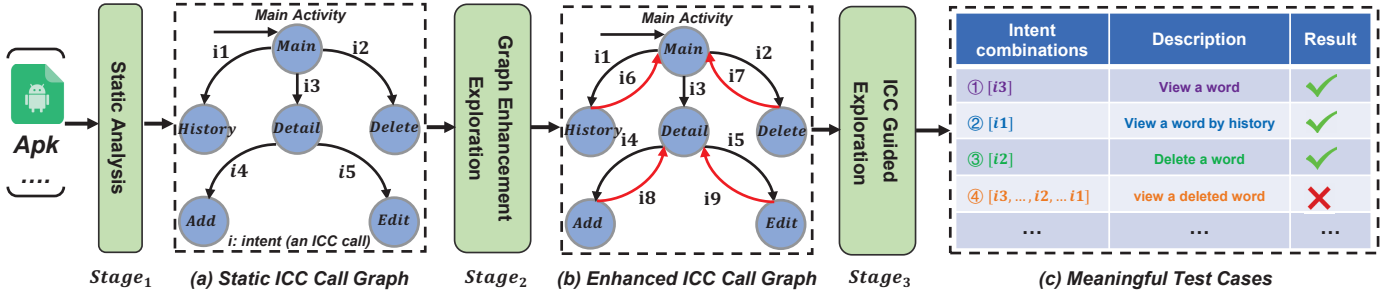 Apk
....
Static Analysis
Stage₁
Main Activity
Main
i1
i2
i3
History
Detail
Delete
i4
i5
Add
Edit
i: intent (an ICC call)
(a) Static ICC Call Graph
Graph Enhancement
Exploration
Stage₂
Main Activity
Main
i1
i6
i7
i2
i3
History
Detail
Delete
i4
i5
i8
i9
Add
Edit
(b) Enhanced ICC Call Graph
ICC Guided
Exploration
Stage₃
Intent combinations Description Result
① [i3] View a word
② [i1] View a word by history
③ [i2] Delete a word
④ [i3, ... , i2, ... i1] view a deleted word
... ... ...
(c) Meaningful Test Cases